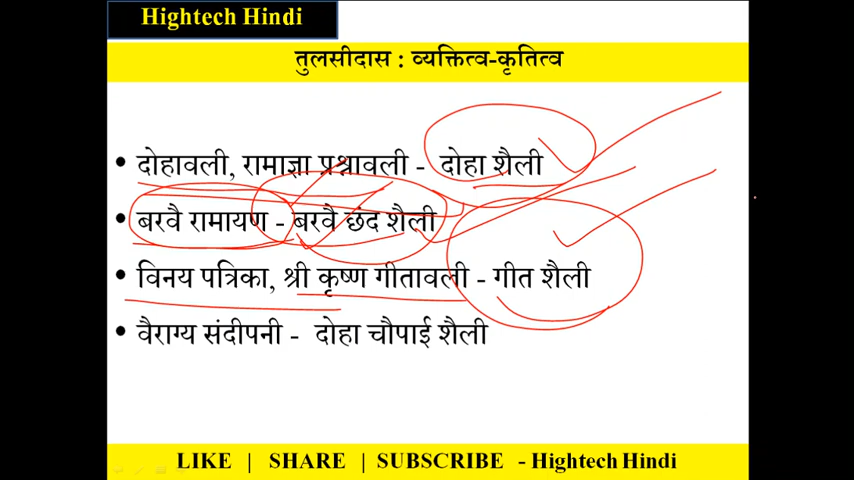 Hightech Hindi
तुलसीदास : व्यक्तित्व-कृतित्व
• दोहावली, रामाज्ञा प्रश्नावली - दोहा शैली
• बरवै रामायण - बरवै छंद शैली
• विनय पत्रिका, श्री कृष्ण गीतावली - गीत शैली
• वैराग्य संदीपनी - दोहा चौपाई शैली
LIKE | SHARE | SUBSCRIBE - Hightech Hindi